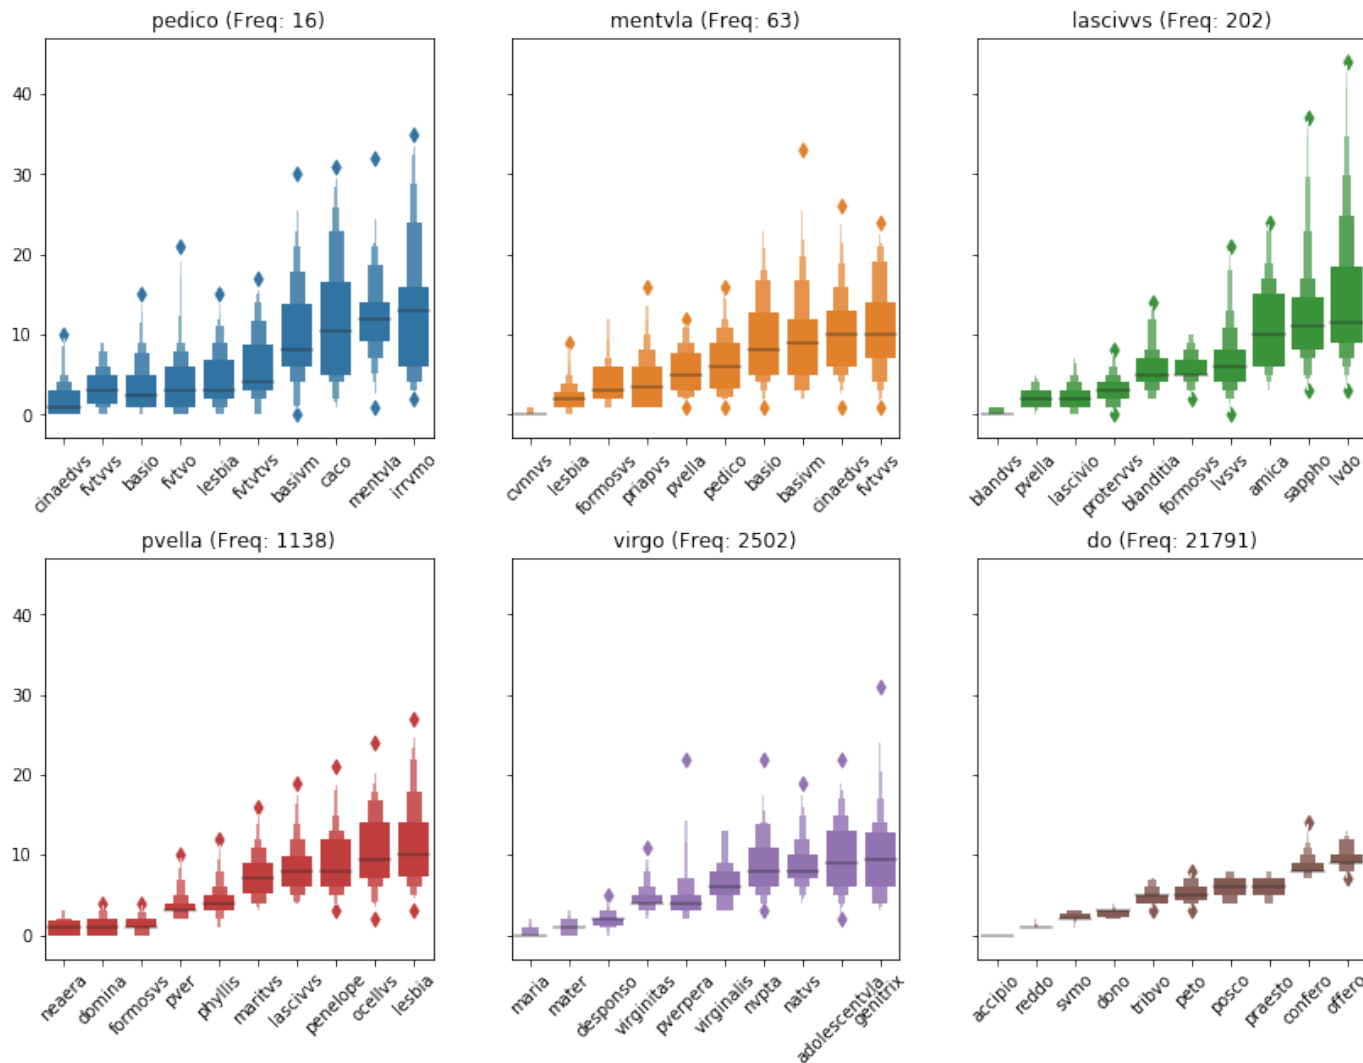 pedico (Freq: 16)
mentvla (Freq: 63)
lascivvs (Freq: 202)
40
30
20
10
0
cinaedvs
fvtvvs
basio
fvtvo
lesbia
fvtvtvs
basivm
caco
mentvla
irrvmo
cvnnvs
lesbia
formosvs
priapvs
pvella
pedico
basio
basivm
cinaedvs
fvtvvs
blandvs
pvella
lascivio
protervvs
blanditia
formosvs
lvsvs
amica
sappho
lvdo
pvella (Freq: 1138)
virgo (Freq: 2502)
do (Freq: 21791)
40
30
20
10
0
neaera
domina
formosvs
pver
phyllis
maritvs
lascivvs
penelope
ocellvs
lesbia
maria
mater
desponso
virginitas
pverpera
virginalis
nvpta
natvs
adolescentvla
genitrix
accipio
reddo
svmo
dono
tribvo
peto
posco
praesto
confero
offero